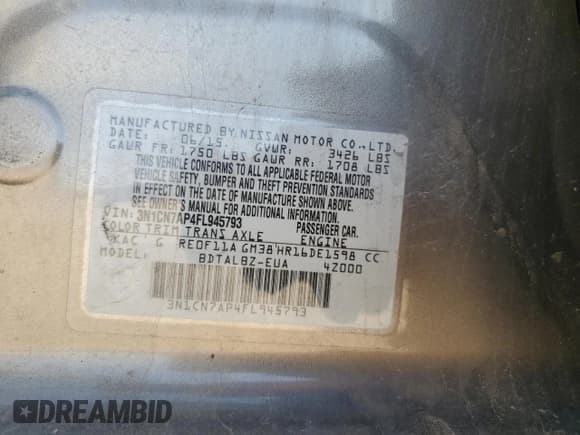 MANUFACTURED BY NISSAN MOTOR CO., LTD.
DATE: 06/15. GVWR: 3426 LBS
GAWR FR: 1750 LBS GAWR RR: 1708 LBS
THIS VEHICLE CONFORMS TO ALL APPLICABLE FEDERAL MOTOR
VEHICLE SAFETY, BUMPER AND THEFT PREVENTION STANDARDS
IN EFFECT ON THE DATE OF MANUFACTURE SHOWN ABOVE.
SEE OWNER'S MANUAL FOR ADDITIONAL INFORMATION.
VIN: 3N1CN7AP4FL945793 PASSENGER CAR.
COLOR TRIM TRANS AXLE ENGINE
KAC G RE0F11A GM38 HR16DE1598 CC
MODEL: BDTALBZ-EUA 42000
3N1CN7AP4FL945793
DREAMBID